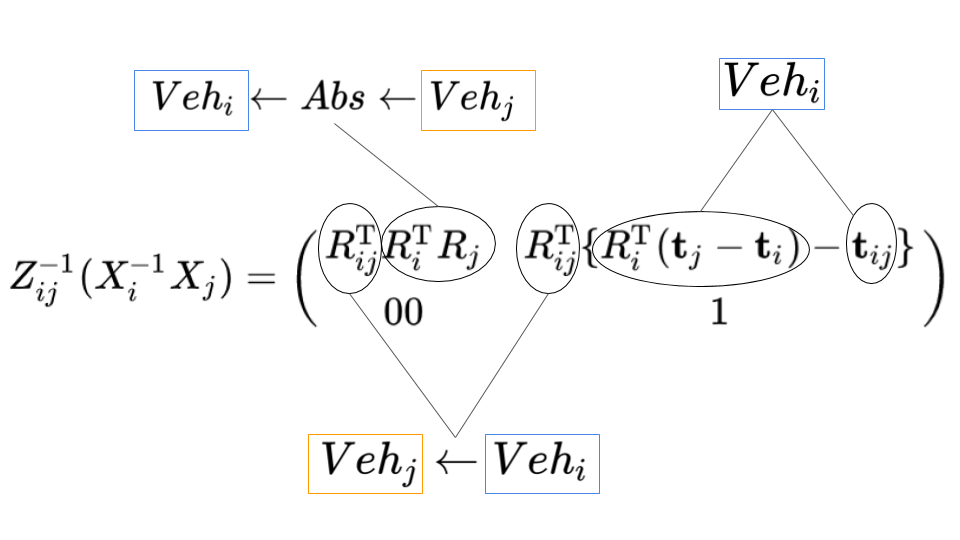 Veh_i ← Abs ← Veh_j
Veh_i
Z_{ij}^{-1}(X_i^{-1}X_j) = ( R_{ij}^T R_i^T R_j   R_{ij}^T{R_i^T(t_j − t_i) − t_{ij}} )
00 1
Veh_j ← Veh_i